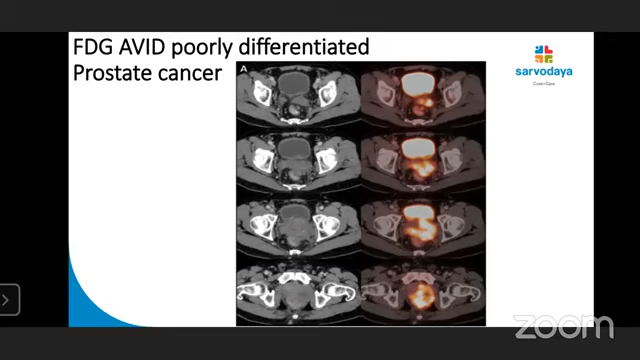 FDG AVID poorly differentiated
Prostate cancer
sarvodaya
A
zoom